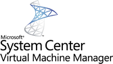 Microsoft®
System Center
Virtual Machine Manager